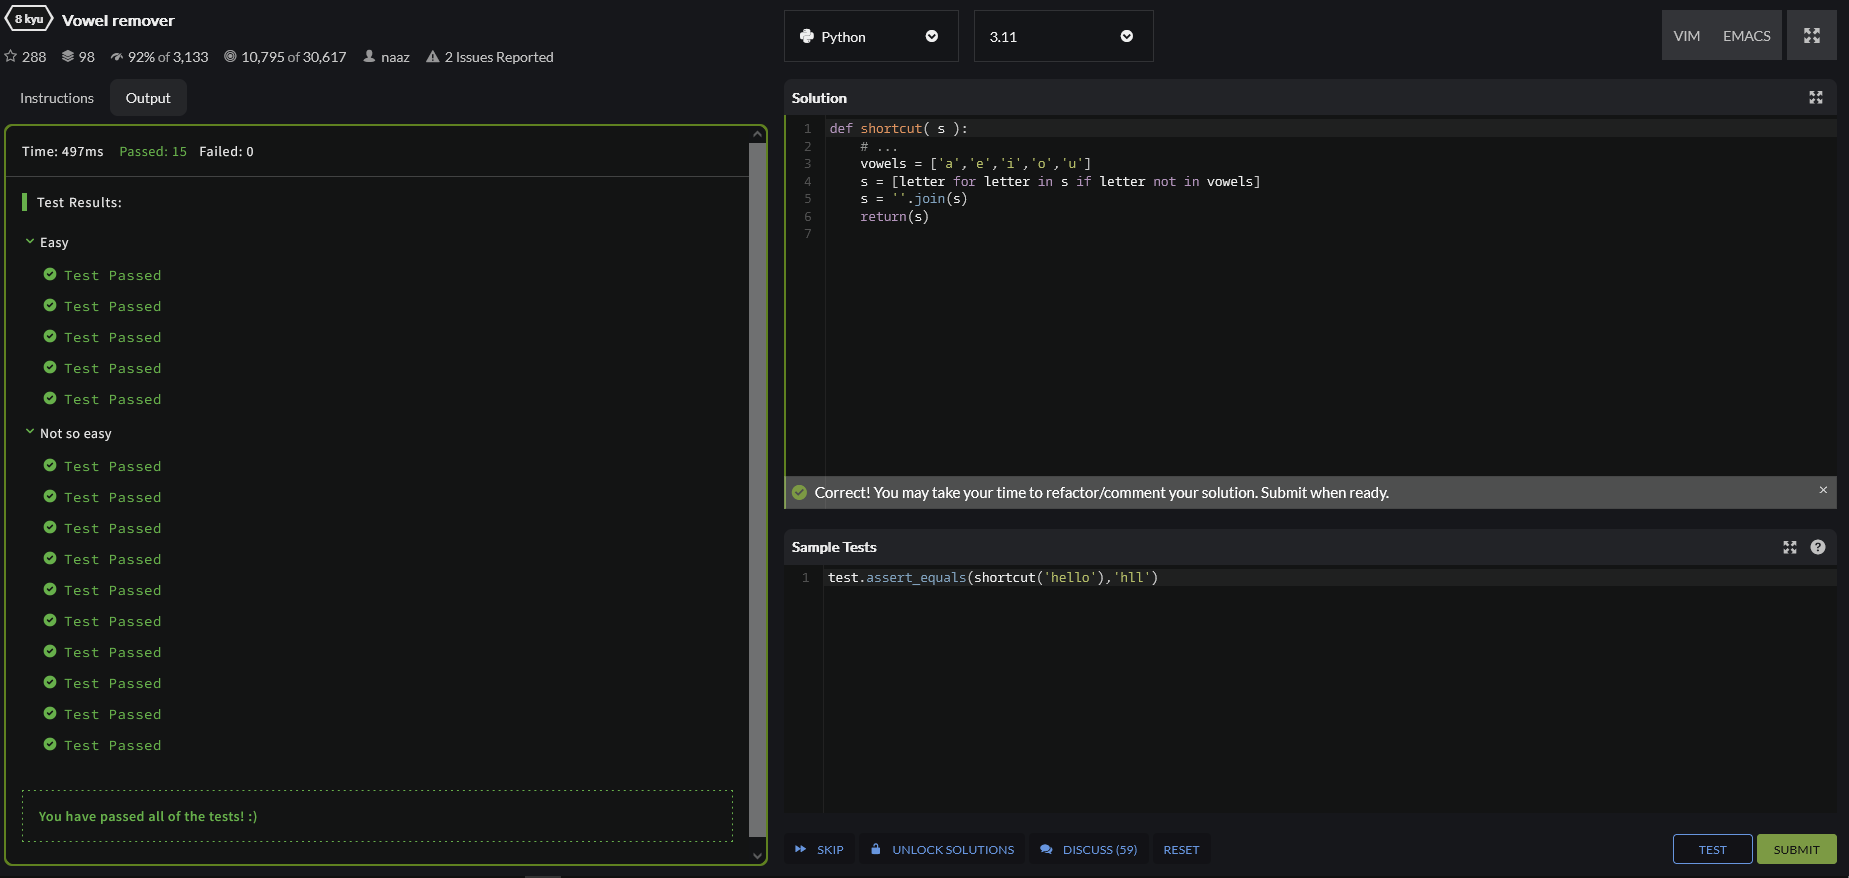 8 kyu Vowel remover
288 98 92% of 3,133 10,795 of 30,617 naaz 2 Issues Reported
Instructions Output
Time: 497ms Passed: 15 Failed: 0
Test Results:
Easy
Test Passed
Test Passed
Test Passed
Test Passed
Test Passed
Not so easy
Test Passed
Test Passed
Test Passed
Test Passed
Test Passed
Test Passed
Test Passed
Test Passed
Test Passed
Test Passed
You have passed all of the tests! :)
Python 3.11 VIM EMACS
Solution
1 def shortcut( s ):
2     # ...
3     vowels = ['a','e','i','o','u']
4     s = [letter for letter in s if letter not in vowels]
5     s = ''.join(s)
6     return(s)
7
Correct! You may take your time to refactor/comment your solution. Submit when ready. ×
Sample Tests ?
1 test.assert_equals(shortcut('hello'),'hll')
SKIP UNLOCK SOLUTIONS DISCUSS (59) RESET TEST SUBMIT